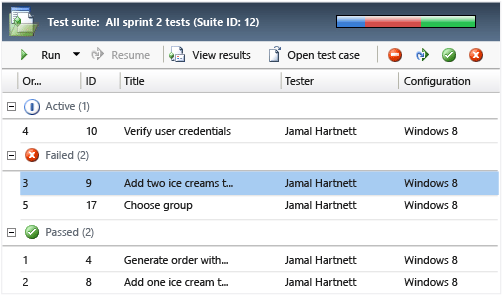 Test suite: All sprint 2 tests (Suite ID: 12)
Run Resume View results Open test case
Or... ID Title Tester Configuration
Active (1)
4 10 Verify user credentials Jamal Hartnett Windows 8
Failed (2)
3 9 Add two ice creams t... Jamal Hartnett Windows 8
5 17 Choose group Jamal Hartnett Windows 8
Passed (2)
1 4 Generate order with... Jamal Hartnett Windows 8
2 8 Add one ice cream t... Jamal Hartnett Windows 8